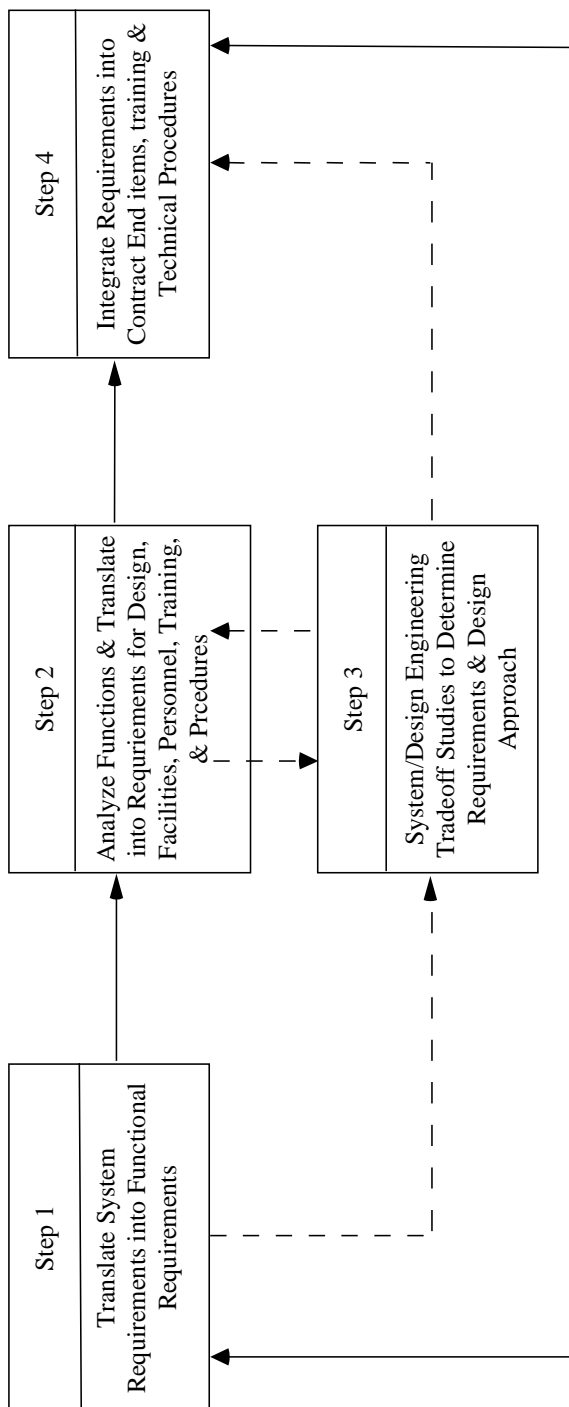 Step 1
Translate System
Requirements into Functional
Requirements
Step 2
Analyze Functions & Translate
into Requriements for Design,
Facilities, Personnel, Training,
& Prcedures
Step 3
System/Design Engineering
Tradeoff Studies to Determine
Requirements & Design
Approach
Step 4
Integrate Requirements into
Contract End items, training &
Technical Procedures